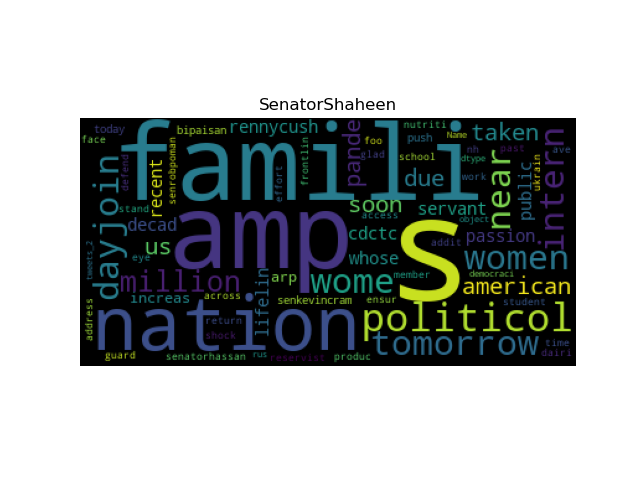 SenatorShaheen
today
face
bipaisan
rennycush
nutriti
Name
taken
push
foo
glad
nh
past
ave
dtype
school
work
famili
defend
senrobpoman
recent
effort
frontlin
pande
due
near
public
ukrain
intern
dayjoin
stand
decad
soon
servant
access
object
us
amp
cdctc
addit
passion
whose
s
women
tweets_2
eye
million
arp
wome
member
democraci
american
increas
across
lifelin
senkevincram
ensur
student
address
nation
return
shock
politicol
tomorrow
guard
senatorhassan
rus
reservist
produc
time
dairi